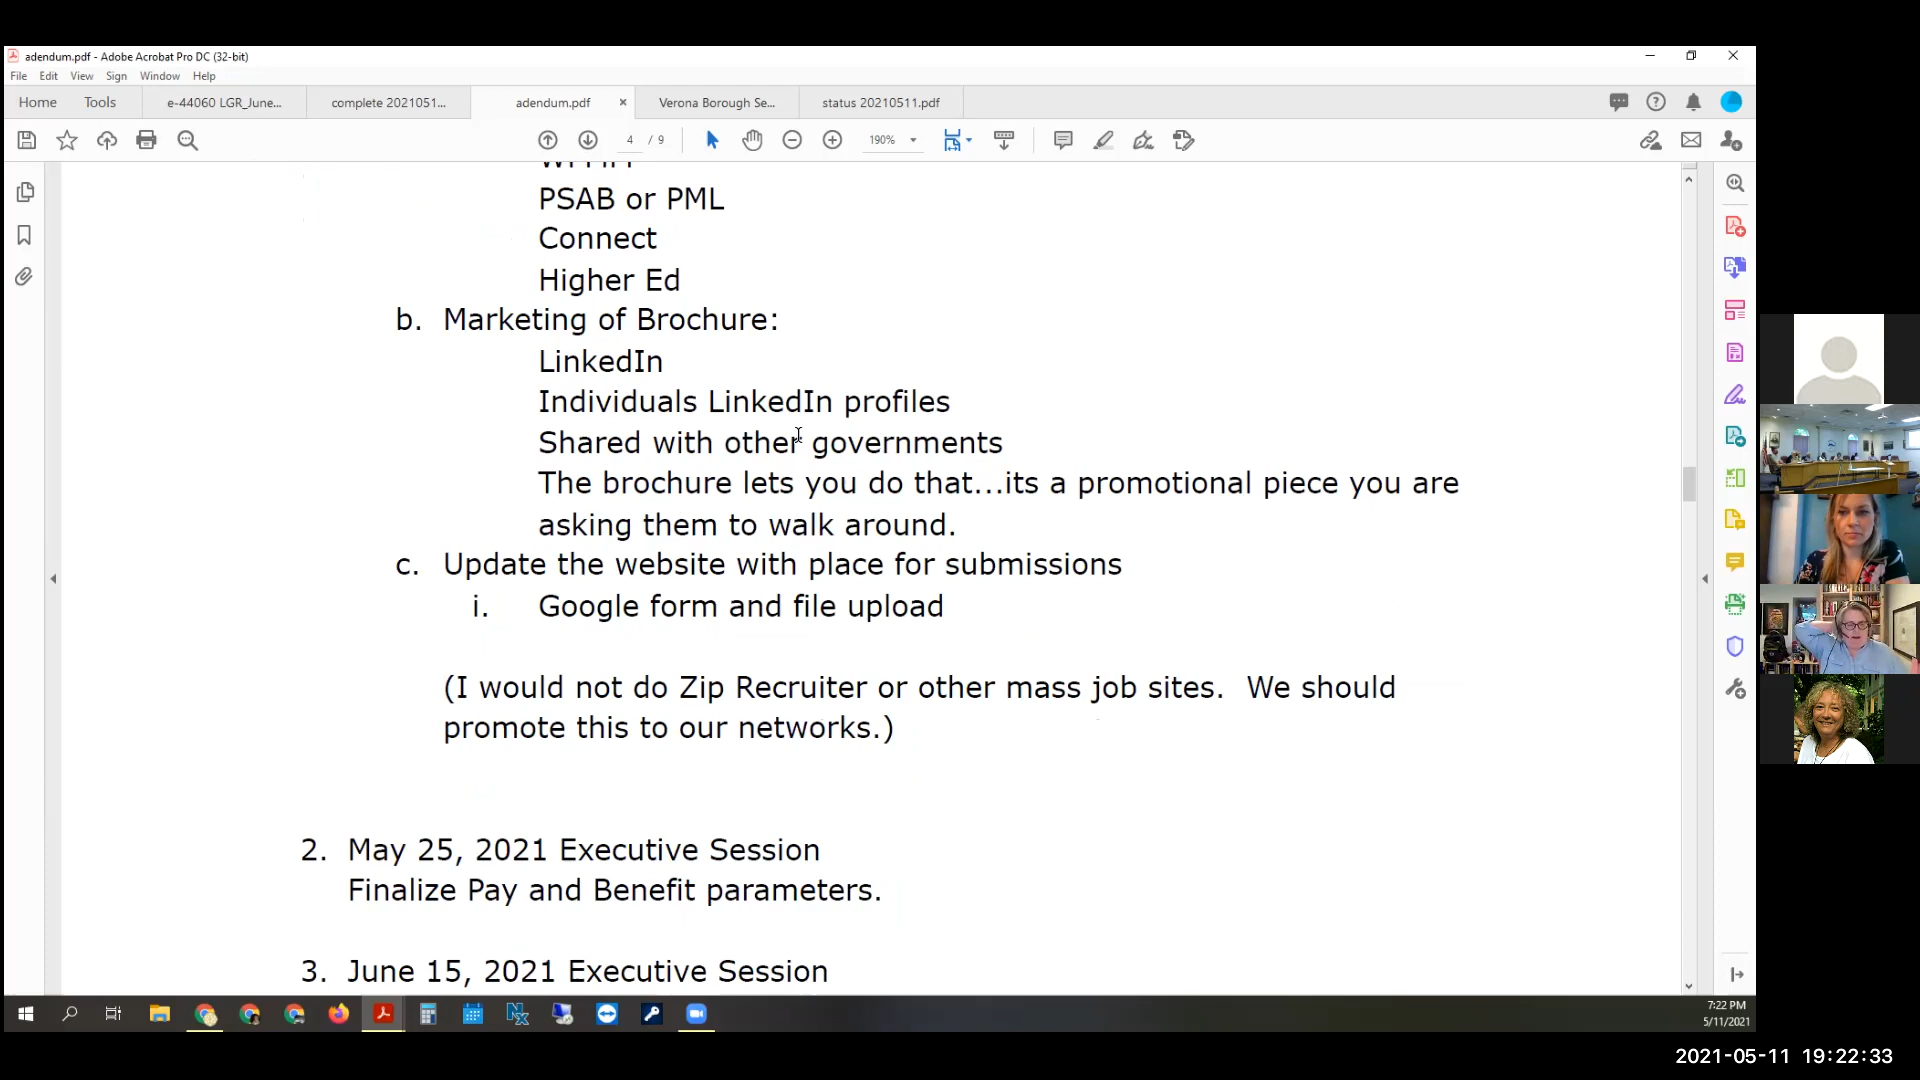 adendum.pdf - Adobe Acrobat Pro DC (32-bit)
File Edit View Sign Window Help
Home Tools e-44060 LGR_June... complete 2021051... adendum.pdf × Verona Borough Se... status 20210511.pdf
4 / 9 190%
PSAB or PML
Connect
Higher Ed
b. Marketing of Brochure:
LinkedIn
Individuals LinkedIn profiles
Shared with other governments
The brochure lets you do that...its a promotional piece you are
asking them to walk around.
c. Update the website with place for submissions
i. Google form and file upload
(I would not do Zip Recruiter or other mass job sites. We should
promote this to our networks.)
2. May 25, 2021 Executive Session
Finalize Pay and Benefit parameters.
3. June 15, 2021 Executive Session
7:22 PM
5/11/2021
2021-05-11 19:22:33